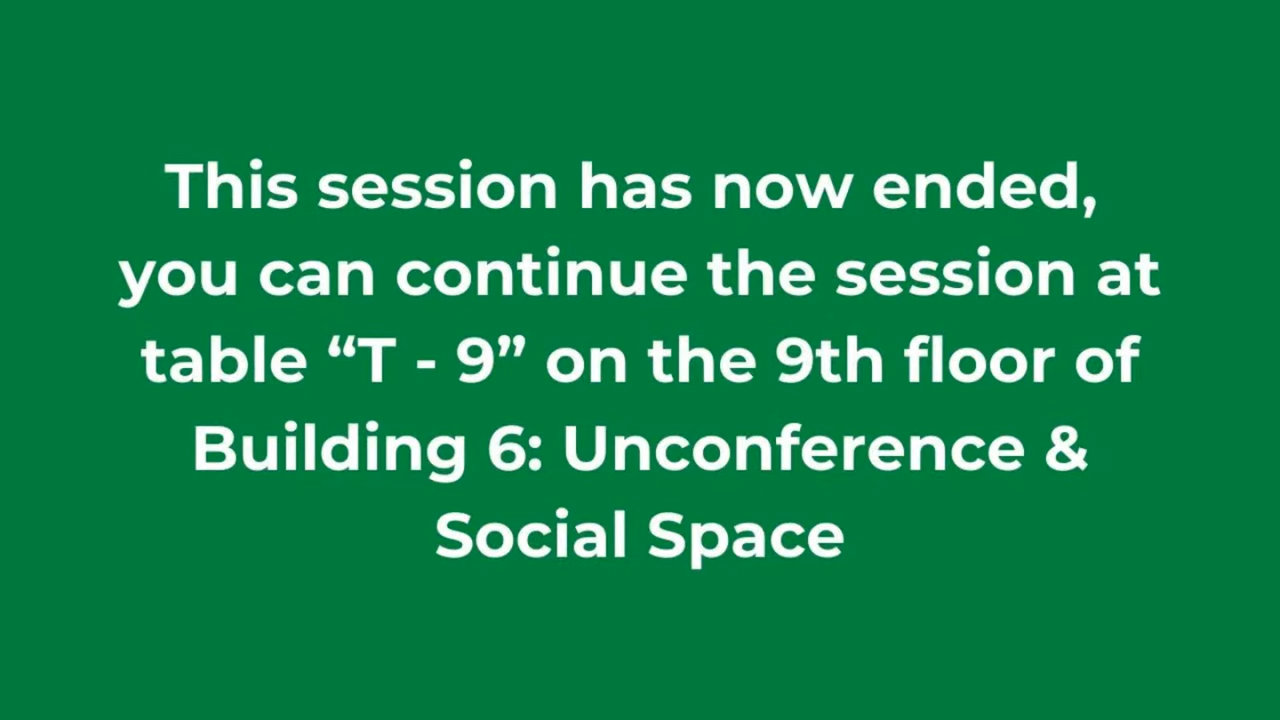 This session has now ended,
you can continue the session at
table “T - 9” on the 9th floor of
Building 6: Unconference &
Social Space